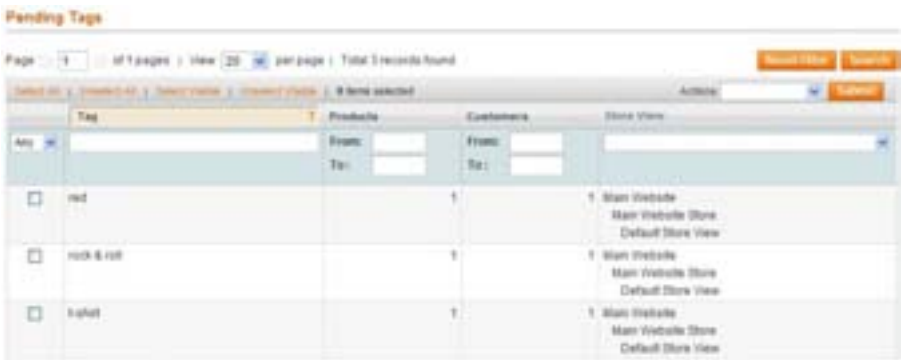 Pending Tags
Page 1 of 1 pages | View 20 per page | Total 3 records found Reset Filter Search
Select All | Unselect All | Select Visible | Unselect Visible | 0 items selected Actions Submit
Tag Products Customers Store View
Any From: From:
To : To :
red 1 1 Main Website
Main Website Store
Default Store View
rock & roll 1 1 Main Website
Main Website Store
Default Store View
t-shirt 1 1 Main Website
Main Website Store
Default Store View